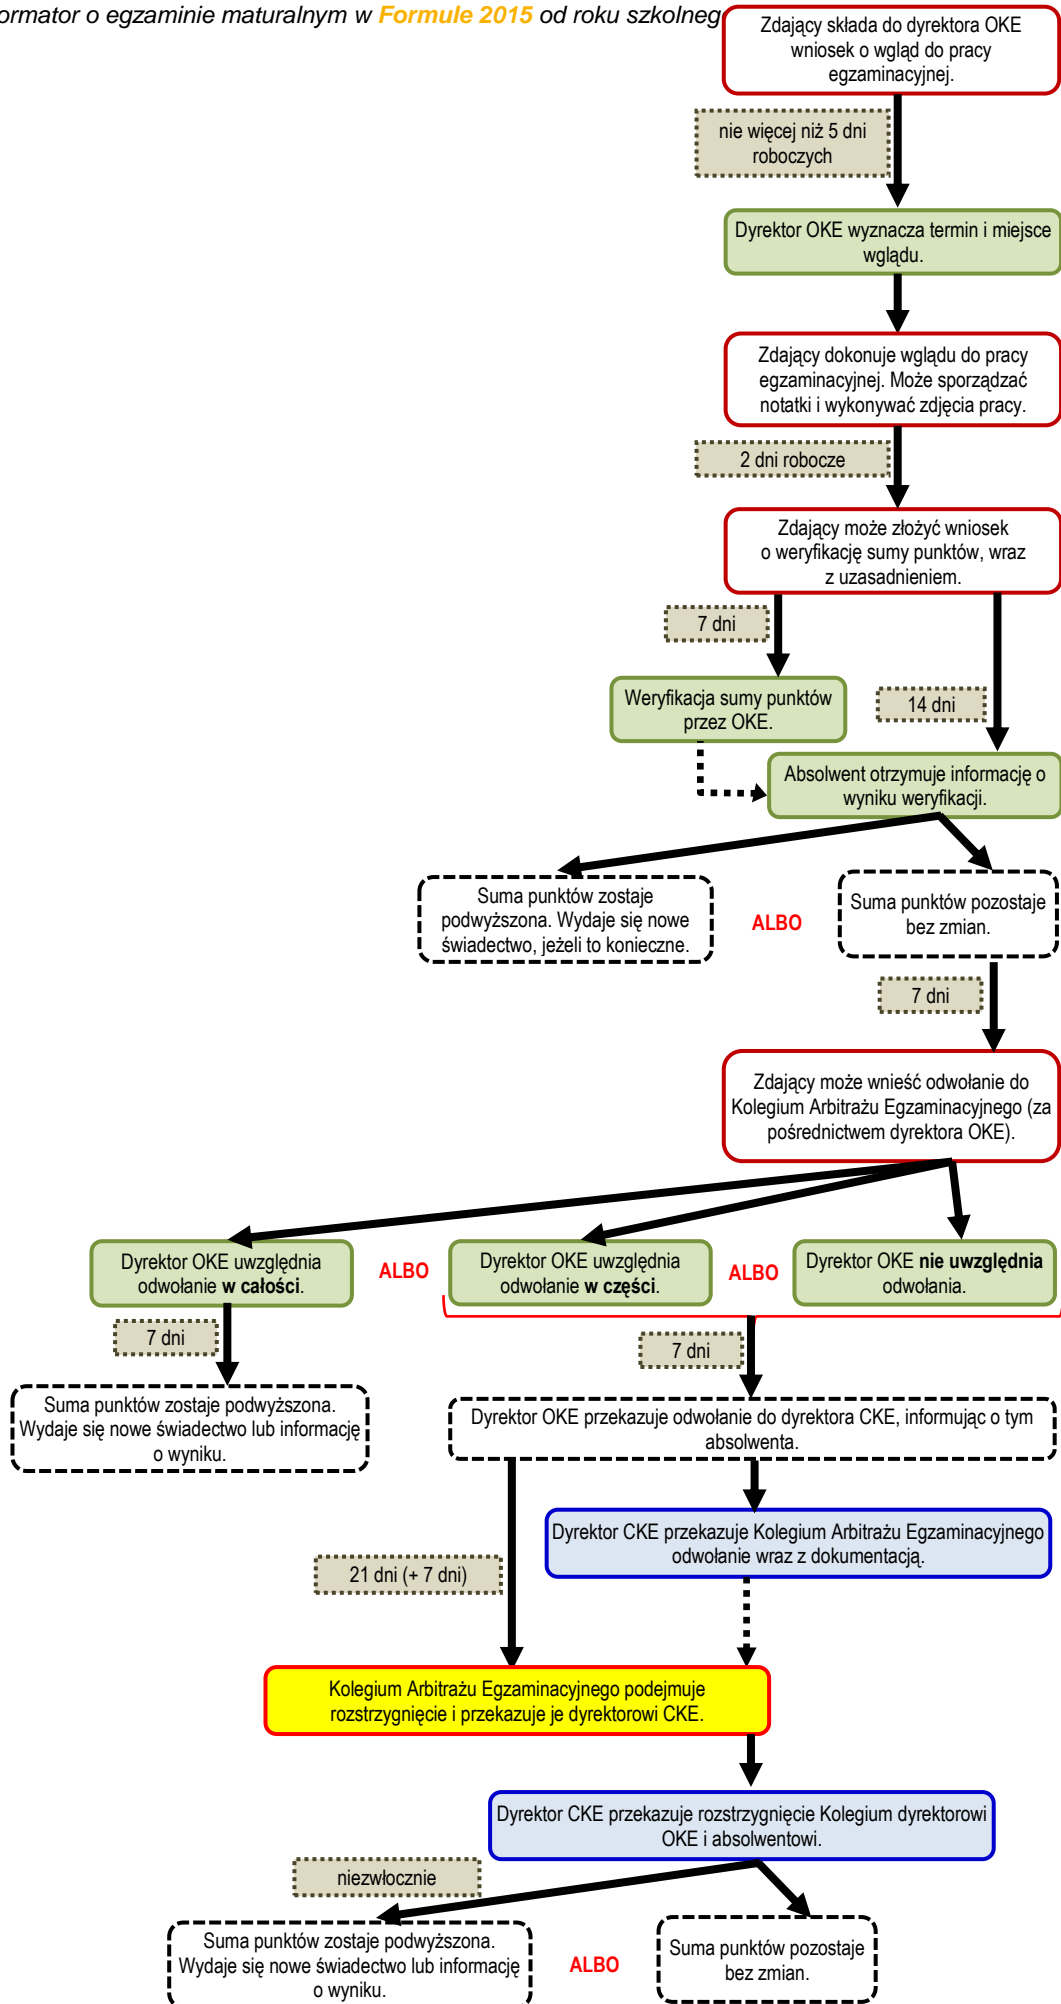 ormator o egzaminie maturalnym w Formule 2015 od roku szkolneg
Zdający składa do dyrektora OKE
wniosek o wgląd do pracy
egzaminacyjnej.
nie więcej niż 5 dni
roboczych
Dyrektor OKE wyznacza termin i miejsce
wglądu.
Zdający dokonuje wglądu do pracy
egzaminacyjnej. Może sporządzać
notatki i wykonywać zdjęcia pracy.
2 dni robocze
Zdający może złożyć wniosek
o weryfikację sumy punktów, wraz
z uzasadnieniem.
7 dni
Weryfikacja sumy punktów
przez OKE.
14 dni
Absolwent otrzymuje informację o
wyniku weryfikacji.
Suma punktów zostaje
podwyższona. Wydaje się nowe
świadectwo, jeżeli to konieczne.
ALBO
Suma punktów pozostaje
bez zmian.
7 dni
Zdający może wnieść odwołanie do
Kolegium Arbitrażu Egzaminacyjnego (za
pośrednictwem dyrektora OKE).
Dyrektor OKE uwzględnia
odwołanie w całości.
ALBO
Dyrektor OKE uwzględnia
odwołanie w części.
ALBO
Dyrektor OKE nie uwzględnia
odwołania.
7 dni
7 dni
Suma punktów zostaje podwyższona.
Wydaje się nowe świadectwo lub informację
o wyniku.
Dyrektor OKE przekazuje odwołanie do dyrektora CKE, informując o tym
absolwenta.
Dyrektor CKE przekazuje Kolegium Arbitrażu Egzaminacyjnego
odwołanie wraz z dokumentacją.
21 dni (+ 7 dni)
Kolegium Arbitrażu Egzaminacyjnego podejmuje
rozstrzygnięcie i przekazuje je dyrektorowi CKE.
Dyrektor CKE przekazuje rozstrzygnięcie Kolegium dyrektorowi
OKE i absolwentowi.
niezwłocznie
Suma punktów zostaje podwyższona.
Wydaje się nowe świadectwo lub informację
o wyniku.
ALBO
Suma punktów pozostaje
bez zmian.